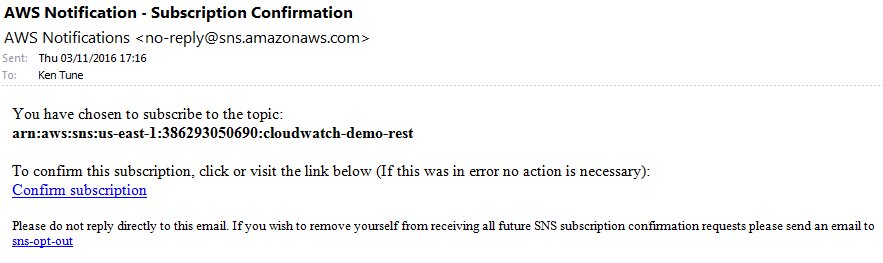 AWS Notification - Subscription Confirmation
AWS Notifications <no-reply@sns.amazonaws.com>
Sent: Thu 03/11/2016 17:16
To: Ken Tune
You have chosen to subscribe to the topic:
arn:aws:sns:us-east-1:386293050690:cloudwatch-demo-rest
To confirm this subscription, click or visit the link below (If this was in error no action is necessary):
Confirm subscription
Please do not reply directly to this email. If you wish to remove yourself from receiving all future SNS subscription confirmation requests please send an email to
sns-opt-out